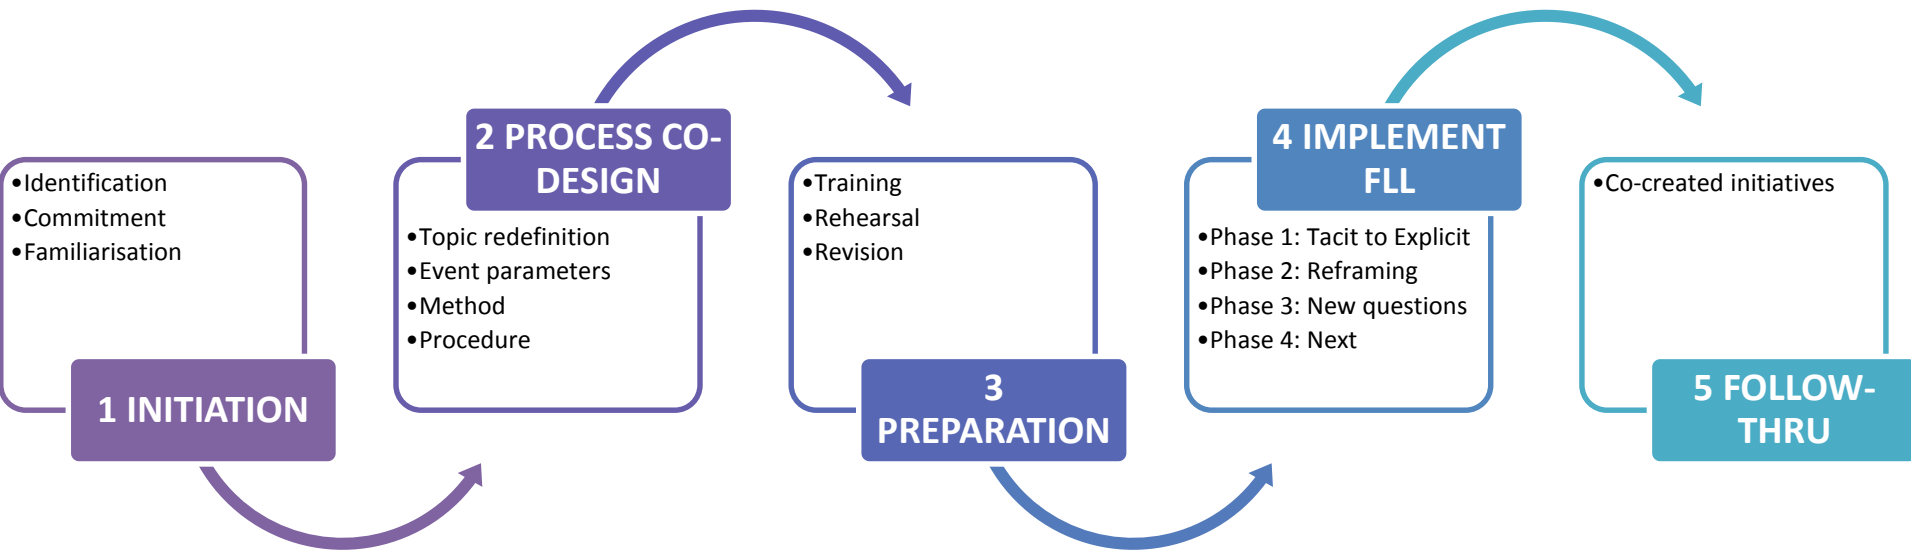 •Identification
•Commitment
•Familiarisation
1 INITIATION
2 PROCESS CO-
DESIGN
•Topic redefinition
•Event parameters
•Method
•Procedure
•Training
•Rehearsal
•Revision
3
PREPARATION
4 IMPLEMENT
FLL
•Phase 1: Tacit to Explicit
•Phase 2: Reframing
•Phase 3: New questions
•Phase 4: Next
•Co-created initiatives
5 FOLLOW-
THRU